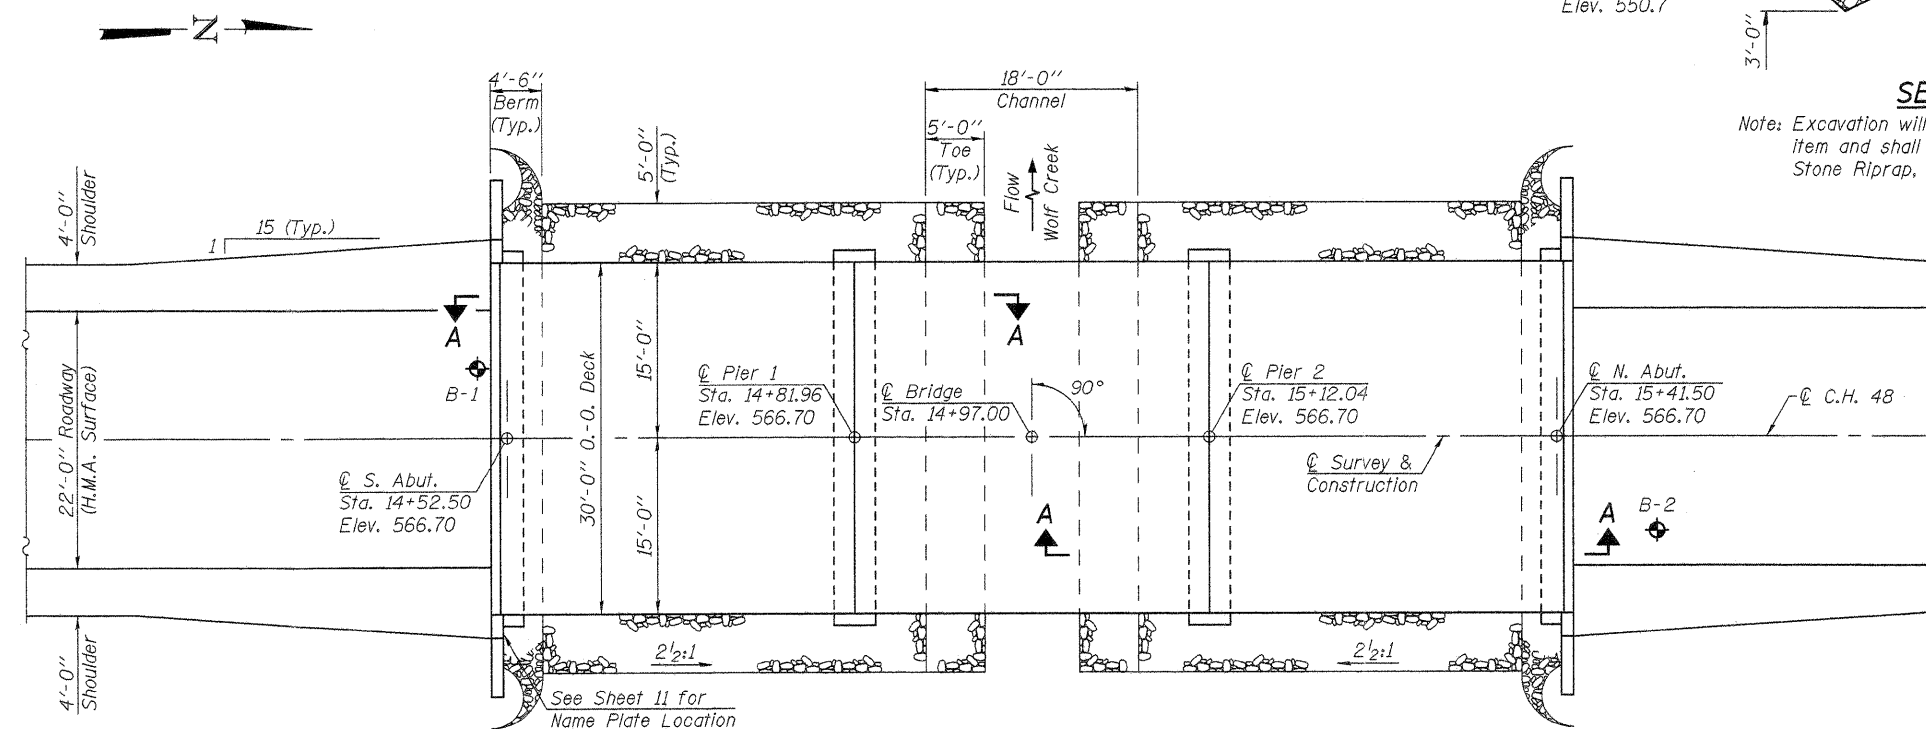 N
Elev. 550.7
3'-0"
SE
Note: Excavation will
item and shall
Stone Riprap,
4'-6"
Berm
(Typ.)
5'-0"
(Typ.)
18'-0"
Channel
5'-0"
Toe
(Typ.)
Flow
Wolf Creek
4'-0"
Shoulder
1
15 (Typ.)
A
A
B-1
22'-0" Roadway
(H.M.A. Surface)
30'-0" O.-O. Deck
15'-0"
15'-0"
℄ Pier 1
Sta. 14+81.96
Elev. 566.70
℄ Bridge
Sta. 14+97.00
90°
℄ Pier 2
Sta. 15+12.04
Elev. 566.70
℄ N. Abut.
Sta. 15+41.50
Elev. 566.70
℄ C.H. 48
℄ S. Abut.
Sta. 14+52.50
Elev. 566.70
℄ Survey &
Construction
A
A
B-2
4'-0"
Shoulder
2½:1
2½:1
See Sheet 11 for
Name Plate Location